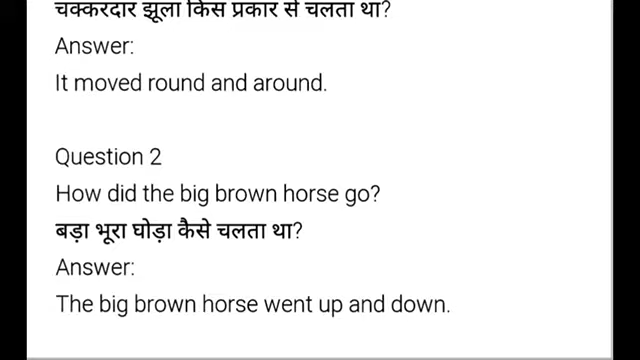 चक्करदार झूला किस प्रकार से चलता था?
Answer:
It moved round and around.
Question 2
How did the big brown horse go?
बड़ा भूरा घोड़ा कैसे चलता था?
Answer:
The big brown horse went up and down.